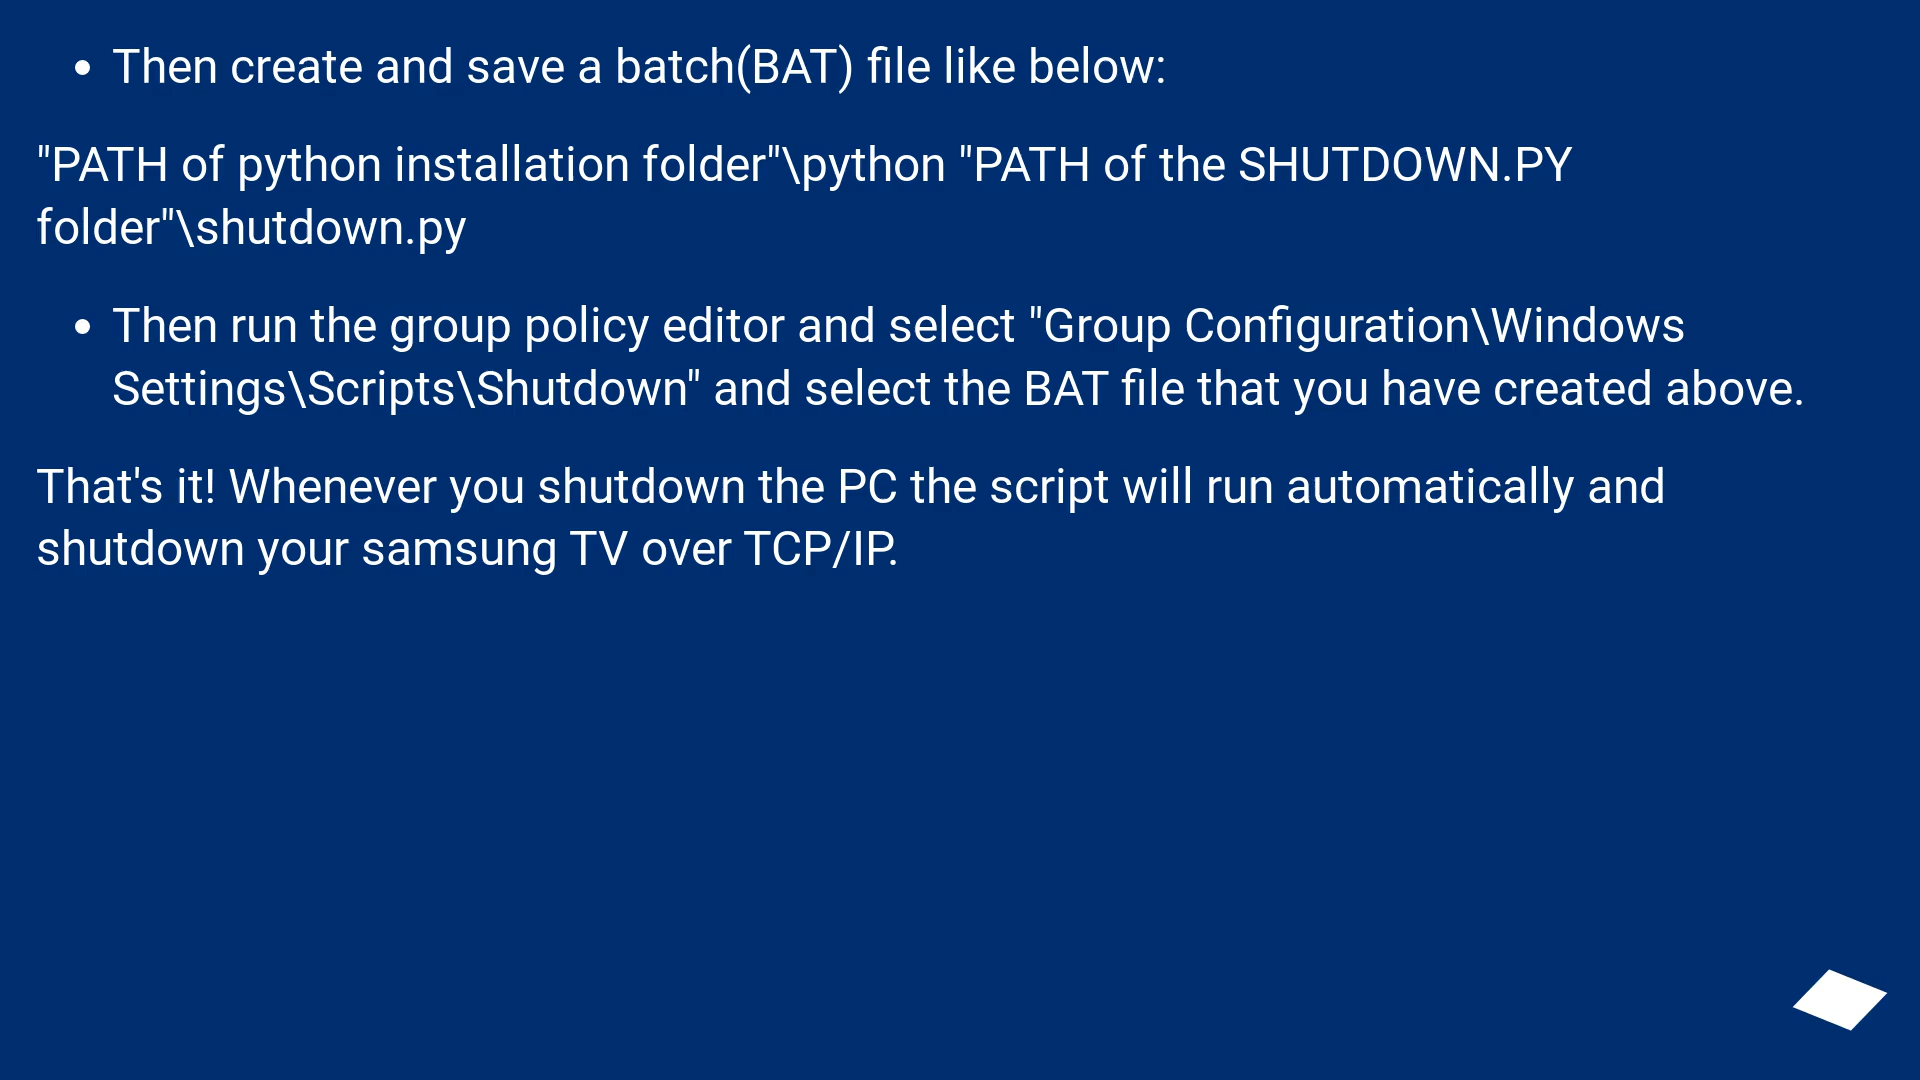 • Then create and save a batch(BAT) file like below:
"PATH of python installation folder"\python "PATH of the SHUTDOWN.PY
folder"\shutdown.py
• Then run the group policy editor and select "Group Configuration\Windows
Settings\Scripts\Shutdown" and select the BAT file that you have created above.
That's it! Whenever you shutdown the PC the script will run automatically and
shutdown your samsung TV over TCP/IP.